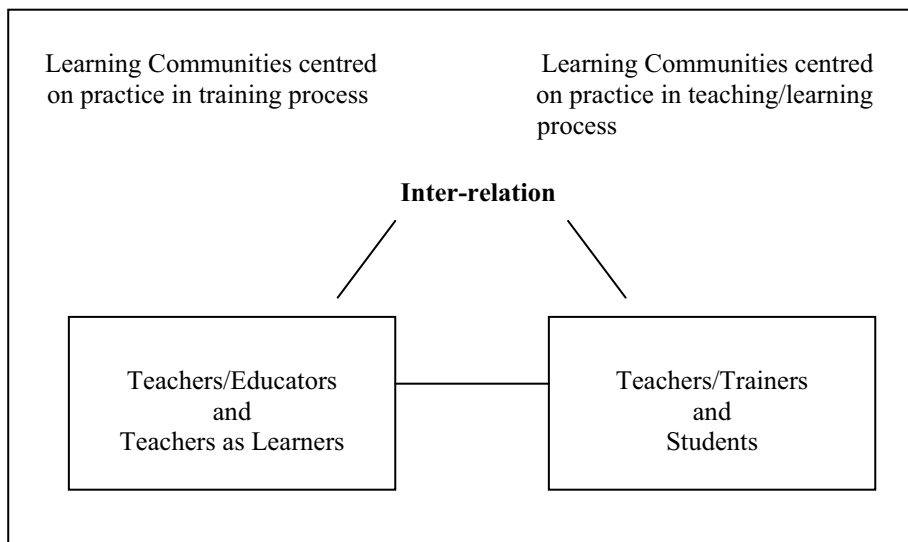 Learning Communities centred
on practice in training process
Learning Communities centred
on practice in teaching/learning
process
Inter-relation
Teachers/Educators
and
Teachers as Learners
Teachers/Trainers
and
Students